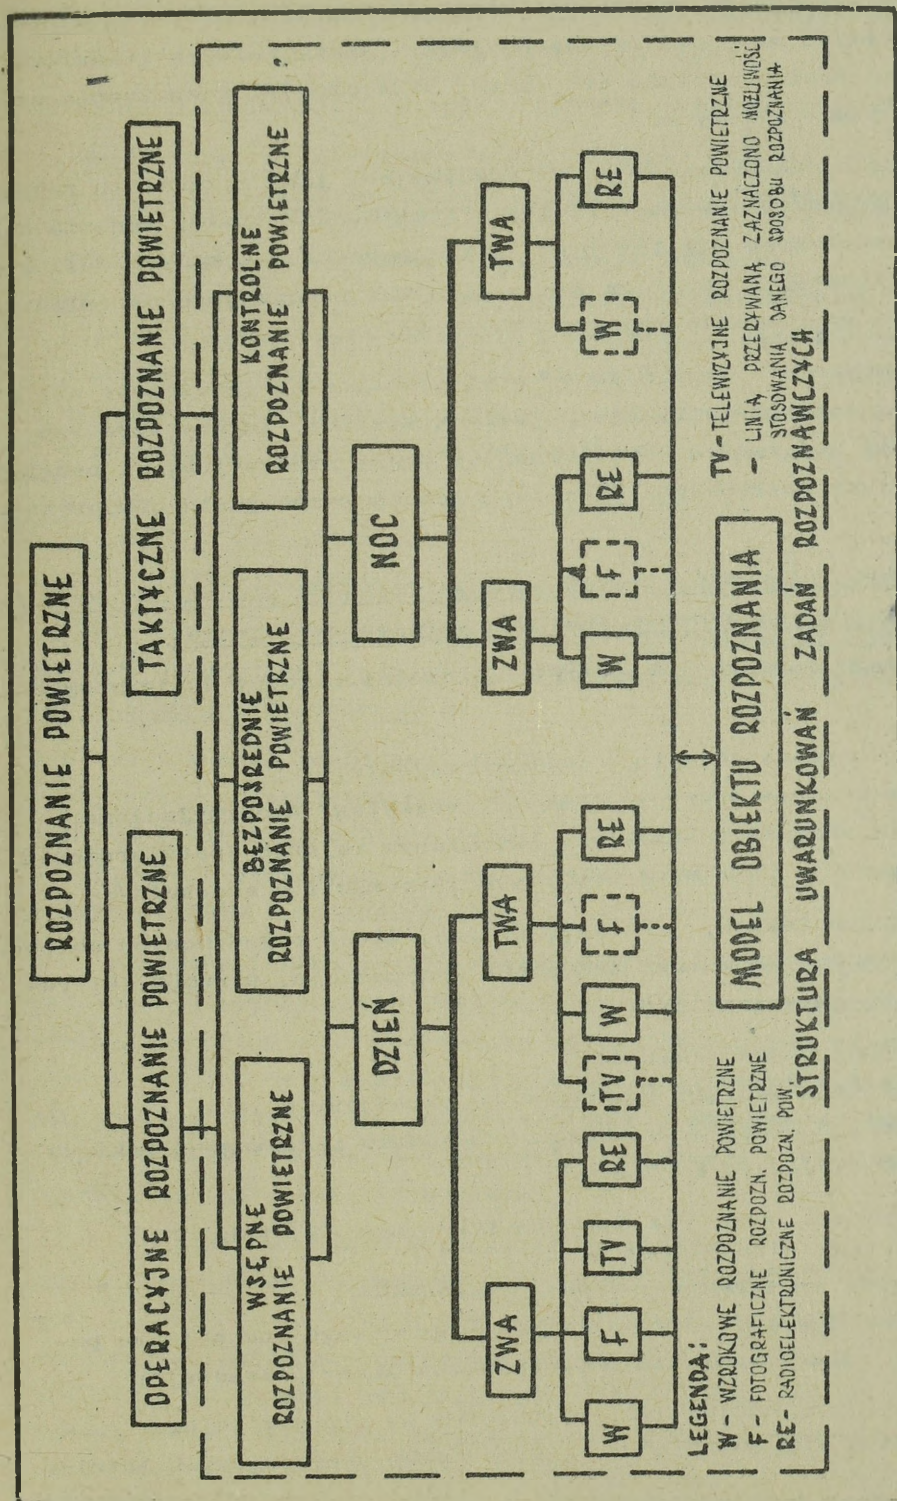 ROZPOZNANIE POWIETRZNE
OPERACYJNE ROZPOZNANIE POWIETRZNE
TAKTYCZNE ROZPOZNANIE POWIETRZNE
WSĘPNE
ROZPOZNANIE POWIETRZNE
BEZPOŚREDNIE
ROZPOZNANIE POWIETRZNE
KONTROLNE
ROZPOZNANIE POWIETRZNE
DZIEŃ
NOC
ZWA
TWA
ZWA
TWA
W
F
TV
RE
TV
W
F
RE
W
F
RE
W
RE
LEGENDA:
W - WZROKOWE ROZPOZNANIE POWIETRZNE
F - FOTOGRAFICZNE ROZPOZN. POWIETRZNE
RE - RADIOELEKTRONICZNE ROZPOZN. POW.
MODEL OBIEKTU ROZPOZNANIA
TV - TELEWIZYJNE ROZPOZNANIE POWIETRZNE
- LINIĄ PRZERYWANĄ ZAZNACZONO MOŻLIWOŚĆ
STOSOWANIA DANEGO SPOSOBU ROZPOZNANIA
STRUKTURA UWARUNKOWAŃ ZADAŃ ROZPOZNAWCZYCH